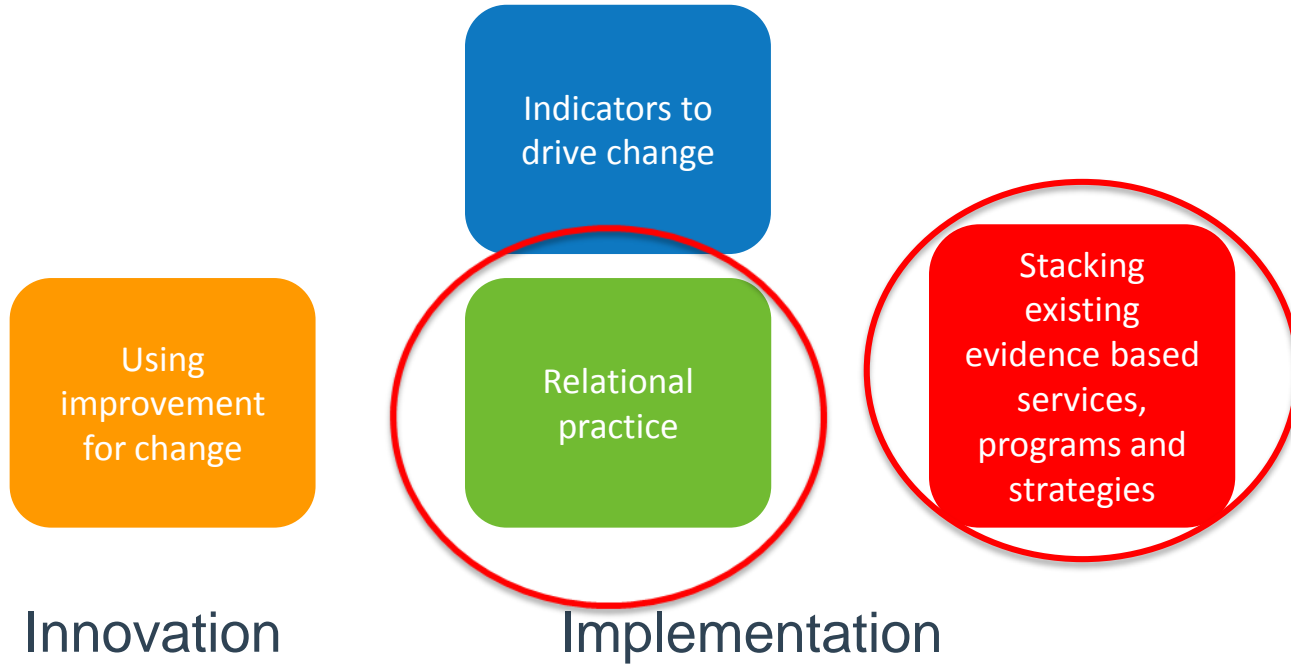 Indicators to
drive change
Using
improvement
for change
Relational
practice
Stacking
existing
evidence based
services,
programs and
strategies
Innovation
Implementation